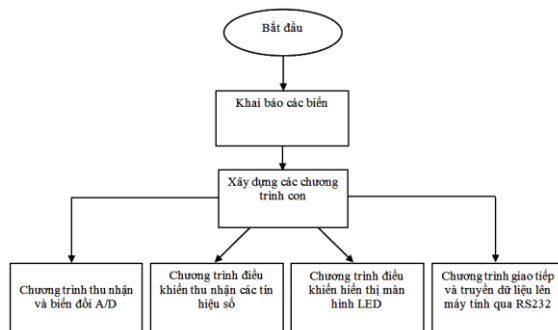 Bắt đầu
Khai báo các biến
Xây dựng các chương
trình con
Chương trình thu nhận
và biến đổi A/D
Chương trình điều
khiển thu nhận các tín
hiệu số
Chương trình điều
khiển hiển thị màn
hình LED
Chương trình giao tiếp
và truyền dữ liệu lên
máy tính qua RS232